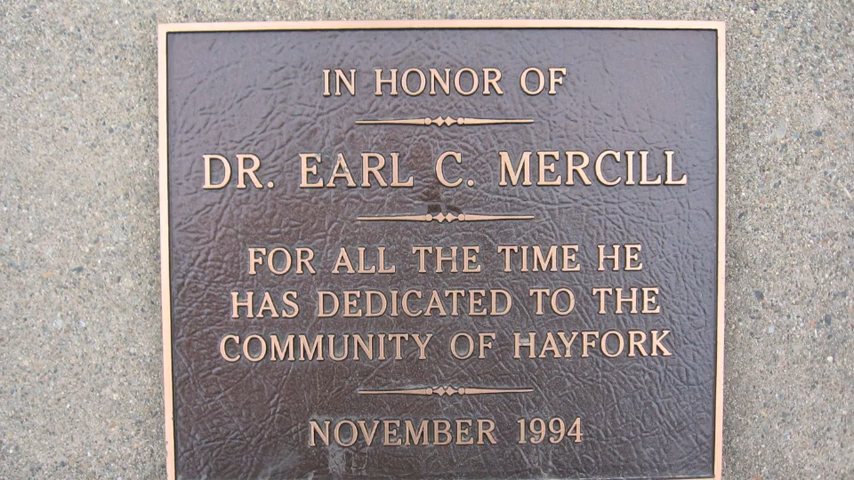 IN HONOR OF
DR. EARL C. MERCILL
FOR ALL THE TIME HE
HAS DEDICATED TO THE
COMMUNITY OF HAYFORK
NOVEMBER 1994